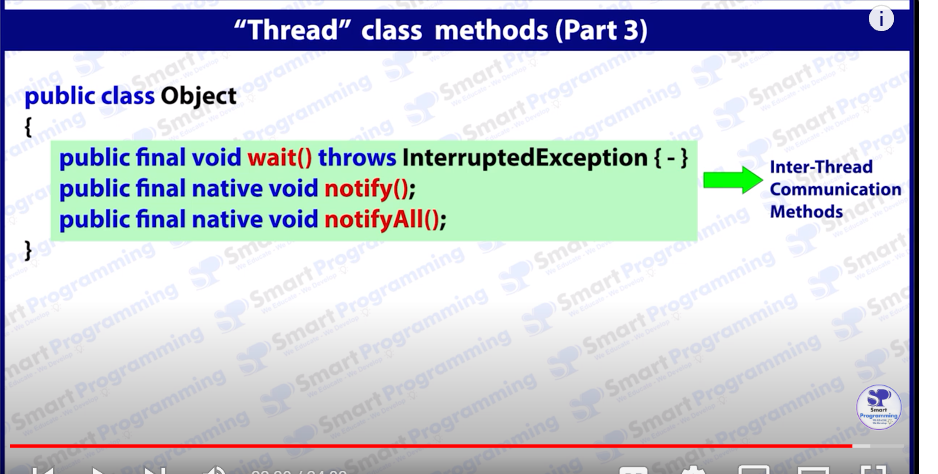 "Thread" class methods (Part 3)
i
public class Object
{
public final void wait() throws InterruptedException { - }
public final native void notify();
public final native void notifyAll();
}
Inter-Thread
Communication
Methods
Smart
Programming